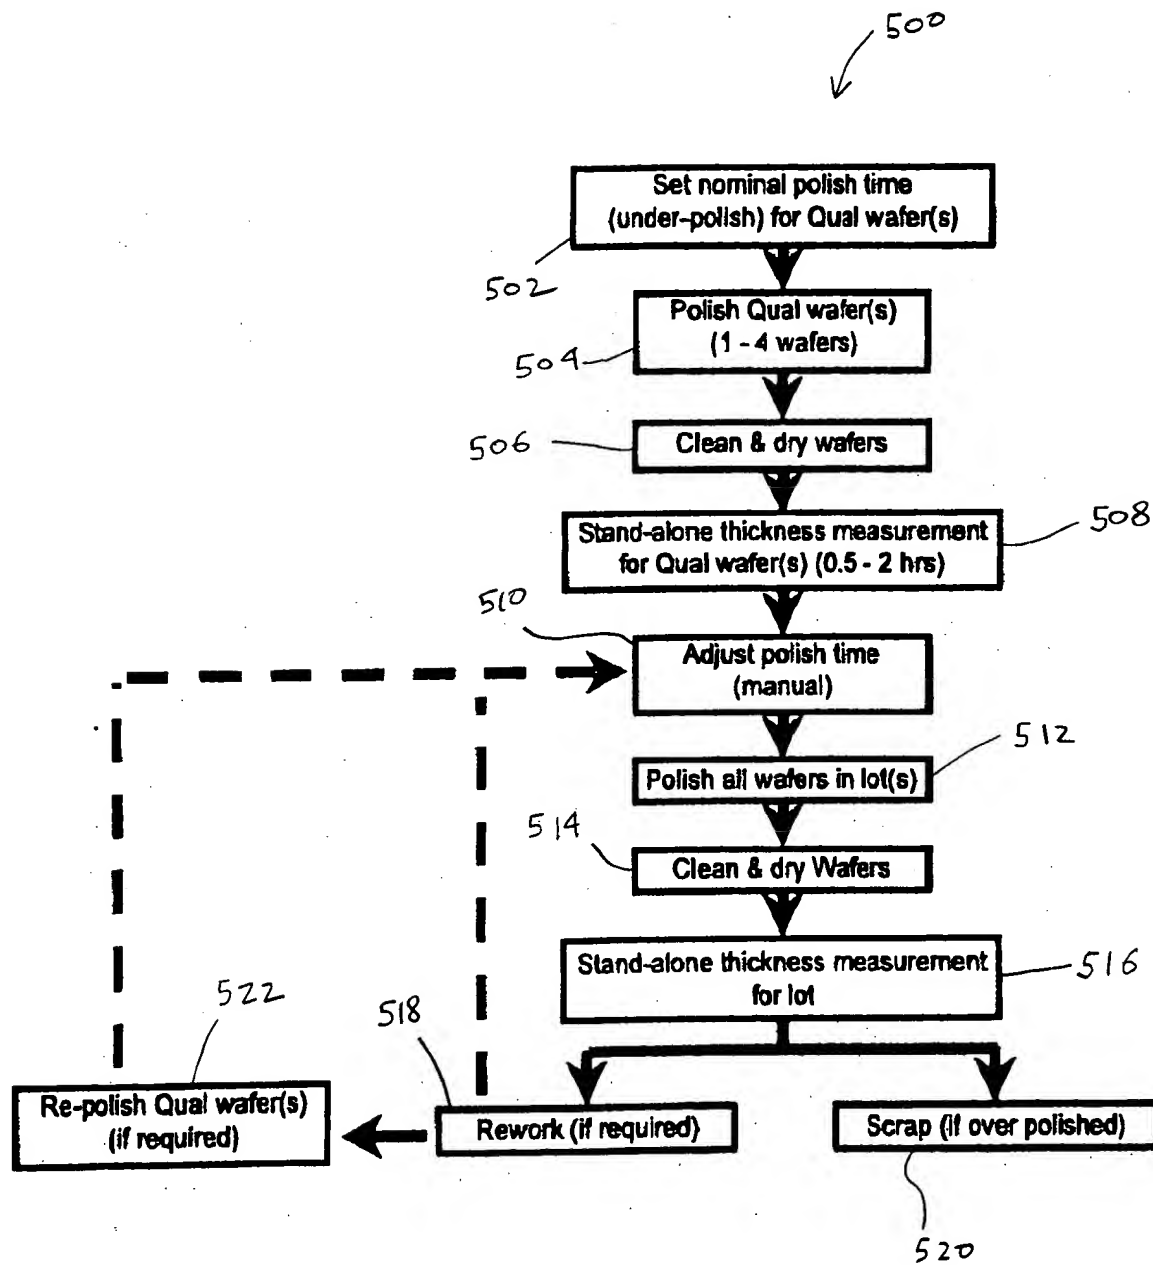 500
Set nominal polish time
(under-polish) for Qual wafer(s)
502
Polish Qual wafer(s)
(1 - 4 wafers)
504
506
Clean & dry wafers
Stand-alone thickness measurement
for Qual wafer(s) (0.5 - 2 hrs)
508
510
Adjust polish time
(manual)
512
Polish all wafers in lot(s)
514
Clean & dry Wafers
Stand-alone thickness measurement
for lot
516
522
518
Re-polish Qual wafer(s)
(if required)
Rework (if required)
Scrap (if over polished)
520